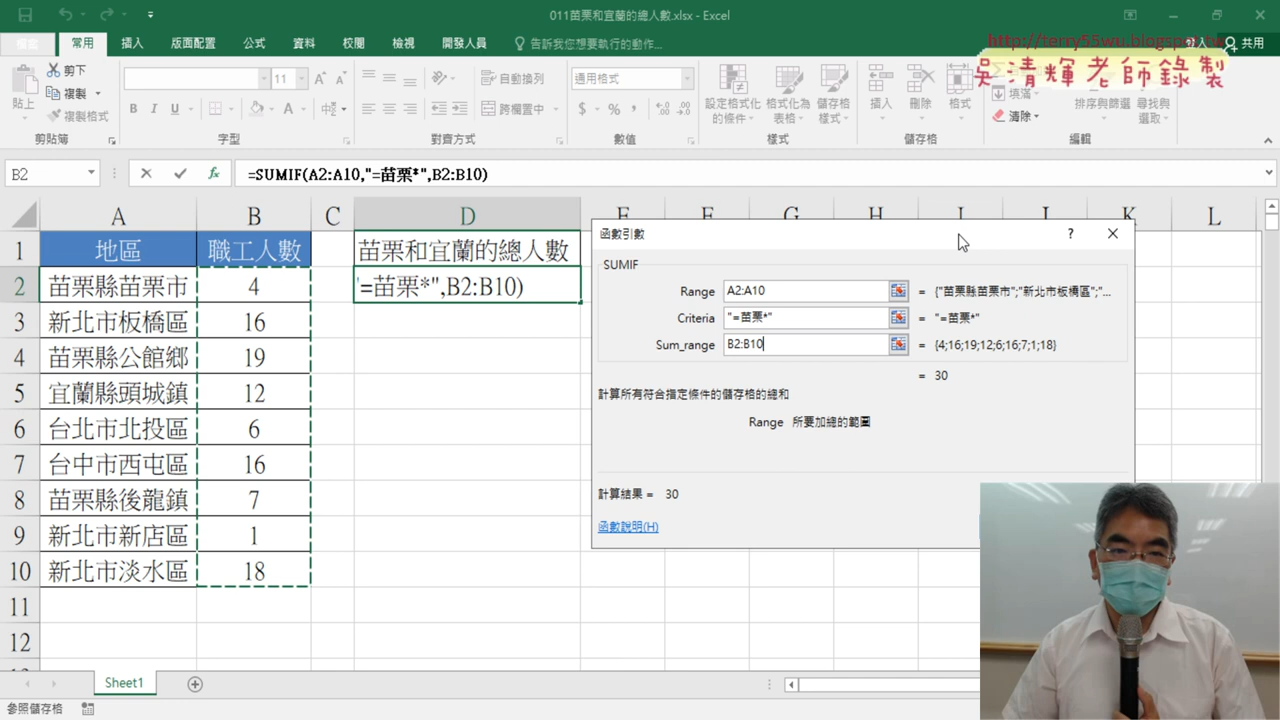 011苗栗和宜蘭的總人數.xlsx - Excel
常用 插入 版面配置 公式 資料 校閱 檢視 開發人員 告訴我您想要執行的動作... 登入 共用
http://terry55wu.blogspot.tw
吳清輝老師錄製
貼上 剪下 複製 複製格式
11 A A 自動換列 通用格式
B I U A 跨欄置中 $ % ,
設定格式化的條件 格式化為表格 儲存格樣式 插入 刪除 格式 填滿 清除 排序與篩選 尋找與選取
剪貼簿 字型 對齊方式 數值 樣式 儲存格 編輯
B2 fx =SUMIF(A2:A10,"=苗栗*",B2:B10)
A B C D E F G H I J K L
1 地區 職工人數 苗栗和宜蘭的總人數
2 苗栗縣苗栗市 4 '=苗栗*",B2:B10)
3 新北市板橋區 16
4 苗栗縣公館鄉 19
5 宜蘭縣頭城鎮 12
6 台北市北投區 6
7 台中市西屯區 16
8 苗栗縣後龍鎮 7
9 新北市新店區 1
10 新北市淡水區 18
11
12
函數引數 ?
SUMIF
Range A2:A10 = {"苗栗縣苗栗市";"新北市板橋區";"...
Criteria "=苗栗*" = "=苗栗*"
Sum_range B2:B10 = {4;16;19;12;6;16;7;1;18}
= 30
計算所有符合指定條件的儲存格的總和
Range 所要加總的範圍
計算結果 = 30
函數說明(H)
Sheet1
參照儲存格